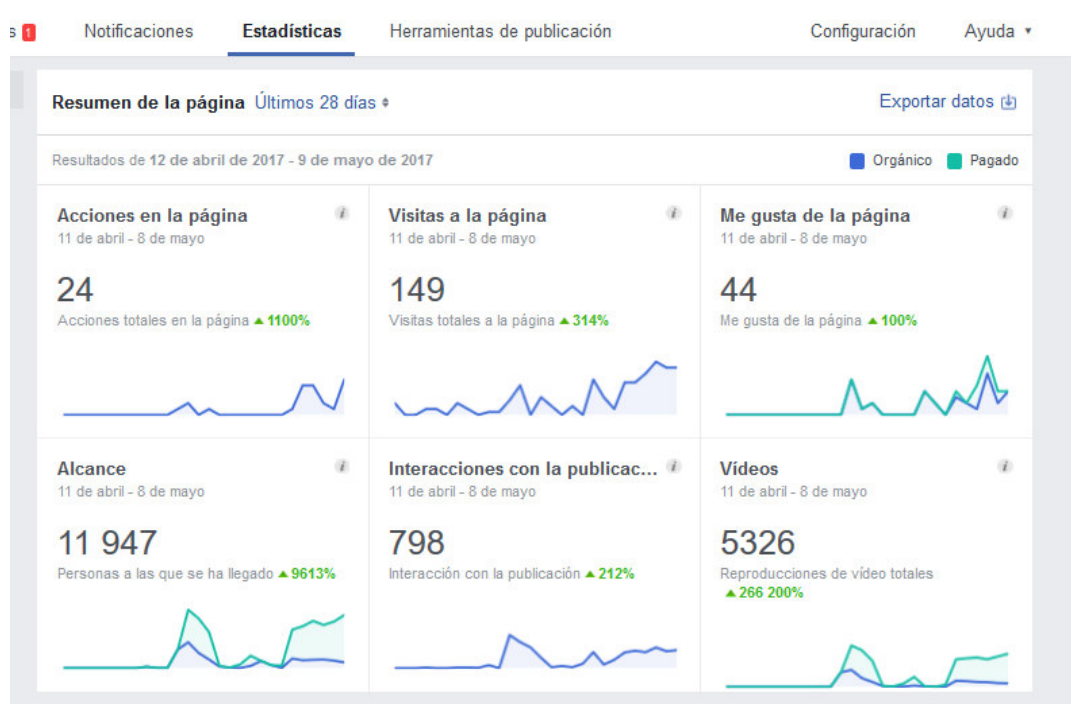 s 1 Notificaciones Estadísticas Herramientas de publicación Configuración Ayuda
Resumen de la página Últimos 28 días Exportar datos
Resultados de 12 de abril de 2017 - 9 de mayo de 2017 Orgánico Pagado
Acciones en la página i
11 de abril - 8 de mayo
24
Acciones totales en la página ▲ 1100%
Visitas a la página i
11 de abril - 8 de mayo
149
Visitas totales a la página ▲ 314%
Me gusta de la página i
11 de abril - 8 de mayo
44
Me gusta de la página ▲ 100%
Alcance i
11 de abril - 8 de mayo
11 947
Personas a las que se ha llegado ▲ 9613%
Interacciones con la publicac... i
11 de abril - 8 de mayo
798
Interacción con la publicación ▲ 212%
Vídeos i
11 de abril - 8 de mayo
5326
Reproducciones de vídeo totales
▲ 266 200%